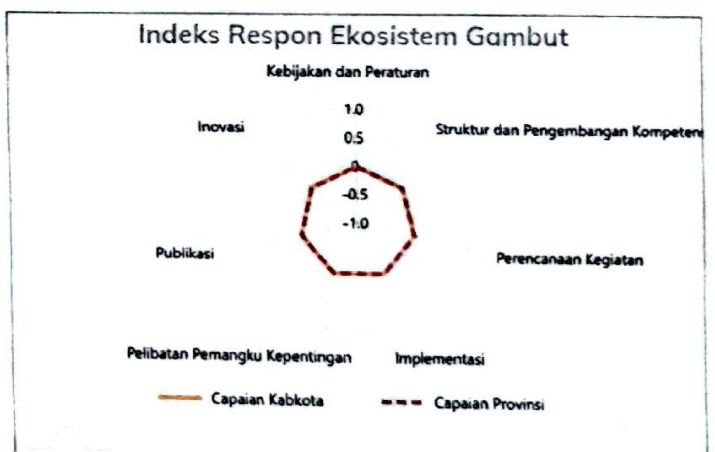 Indeks Respon Ekosistem Gambut
Kebijakan dan Peraturan
Inovasi
Struktur dan Pengembangan Kompeten
1.0
0.5
0
-0.5
-1.0
Publikasi
Perencanaan Kegiatan
Pelibatan Pemangku Kepentingan
Implementasi
Capaian Kabkota
Capaian Provinsi